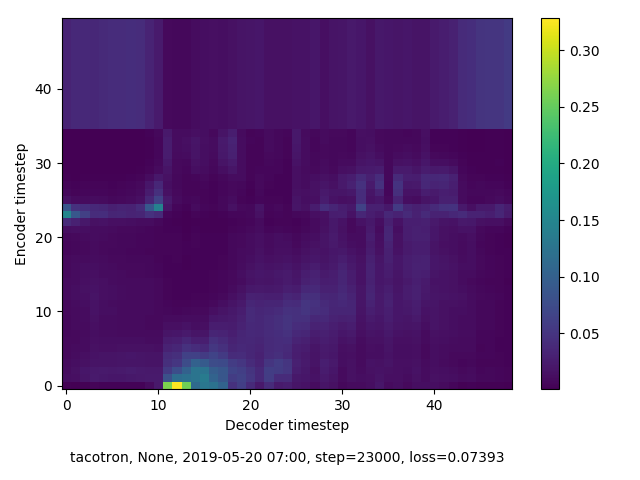 0.30
0.25
0.20
0.15
0.10
0.05
40
30
20
10
0
Encoder timestep
0 10 20 30 40
Decoder timestep
tacotron, None, 2019-05-20 07:00, step=23000, loss=0.07393